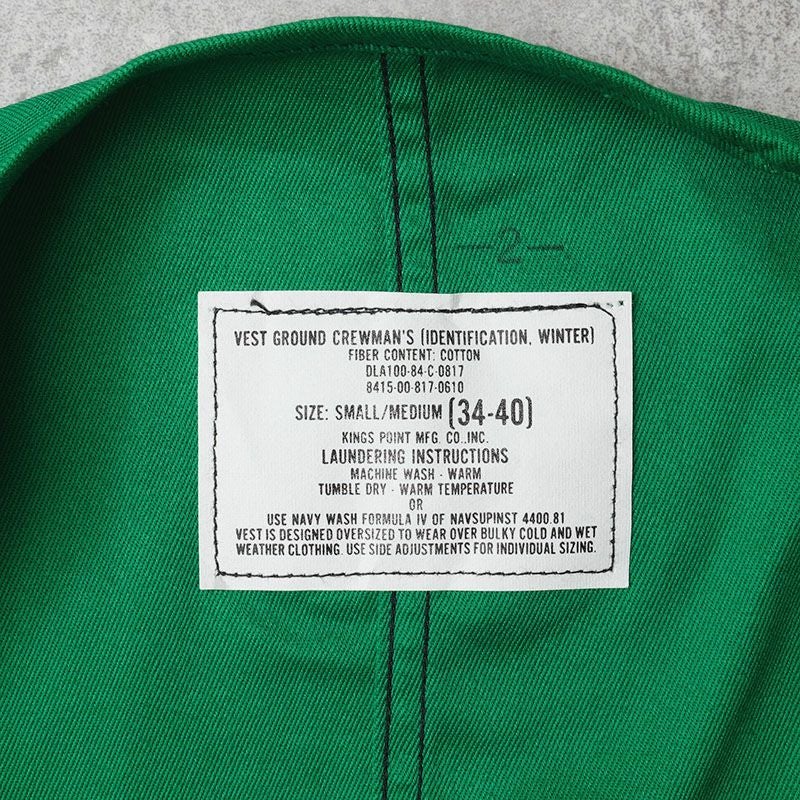 -2-
VEST GROUND CREWMAN'S (IDENTIFICATION, WINTER)
FIBER CONTENT: COTTON
DLA100-84-C-0817
8415-00-817-0610
SIZE: SMALL/MEDIUM (34-40)
KINGS POINT MFG. CO.,INC.
LAUNDERING INSTRUCTIONS
MACHINE WASH - WARM
TUMBLE DRY - WARM TEMPERATURE
OR
USE NAVY WASH FORMULA IV OF NAVSUPINST 4400.81
VEST IS DESIGNED OVERSIZED TO WEAR OVER BULKY COLD AND WET
WEATHER CLOTHING. USE SIDE ADJUSTMENTS FOR INDIVIDUAL SIZING.